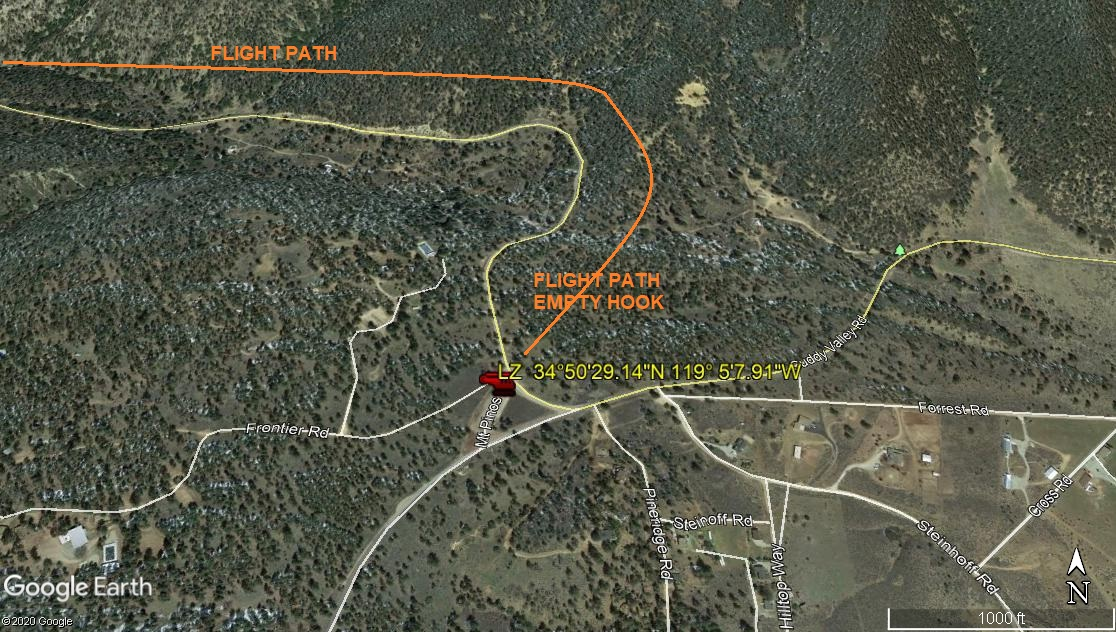 FLIGHT PATH
FLIGHT PATH
EMPTY HOOK
LZ 34°50'29.14"N 119° 5'7.91"W
Cuddy Valley Rd
Mt Pinos
Frontier Rd
Forrest Rd
Cross Rd
Pineridge Rd
Steinoff Rd
Steinhoff Rd
Hilltop Way
Google Earth
©2020 Google
N
1000 ft